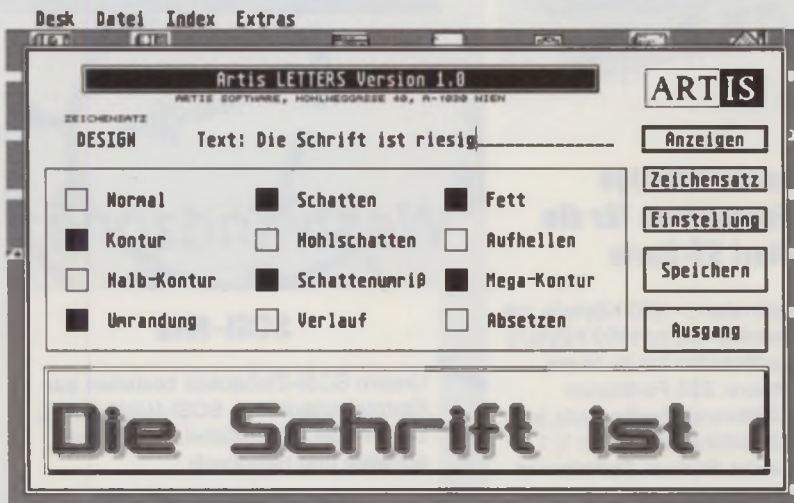 Desk Datei Index Extras
Artis LETTERS Version 1.0
ARTIS SOFTWARE, HOHLWEGGASSE 40, A-1030 WIEN
ARTIS
ZEICHENSATZ
DESIGN Text: Die Schrift ist riesig
Anzeigen
Zeichensatz
Einstellung
Speichern
Ausgang
Normal Schatten Fett
Kontur Hohlschatten Aufhellen
Halb-Kontur Schattenumriß Mega-Kontur
Umrandung Verlauf Absetzen
Die Schrift ist r